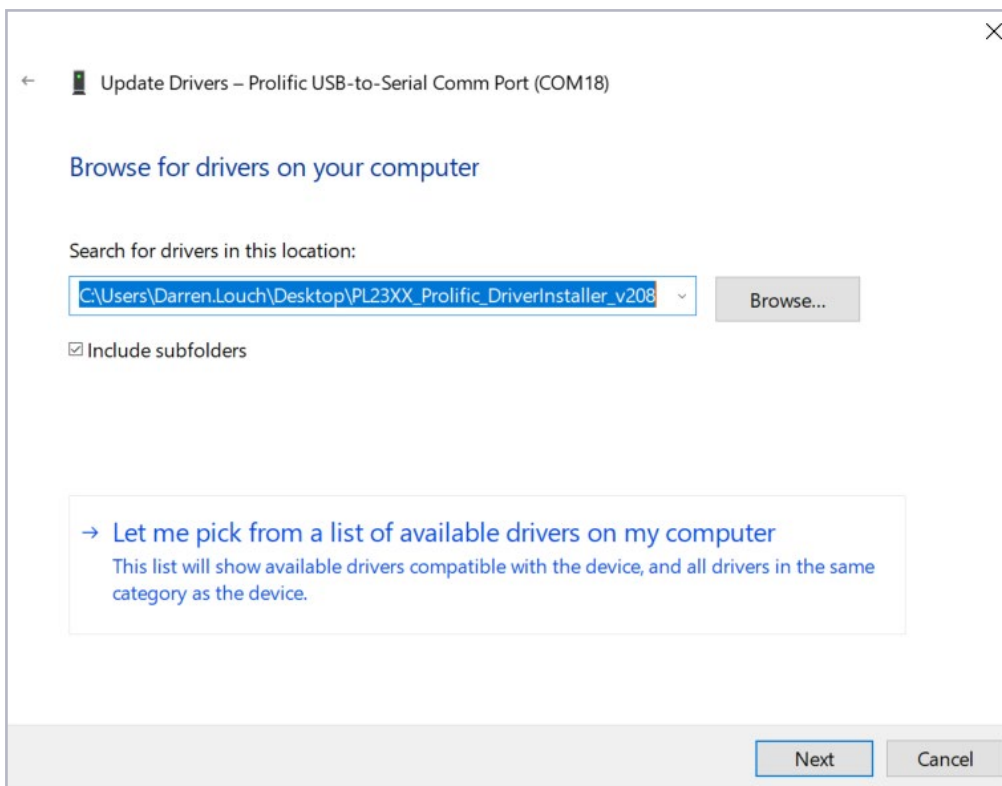 Update Drivers – Prolific USB-to-Serial Comm Port (COM18)
Browse for drivers on your computer
Search for drivers in this location:
C:\Users\Darren.Louch\Desktop\PL23XX_Prolific_DriverInstaller_v208
Browse...
Include subfolders
Let me pick from a list of available drivers on my computer
This list will show available drivers compatible with the device, and all drivers in the same
category as the device.
Next
Cancel